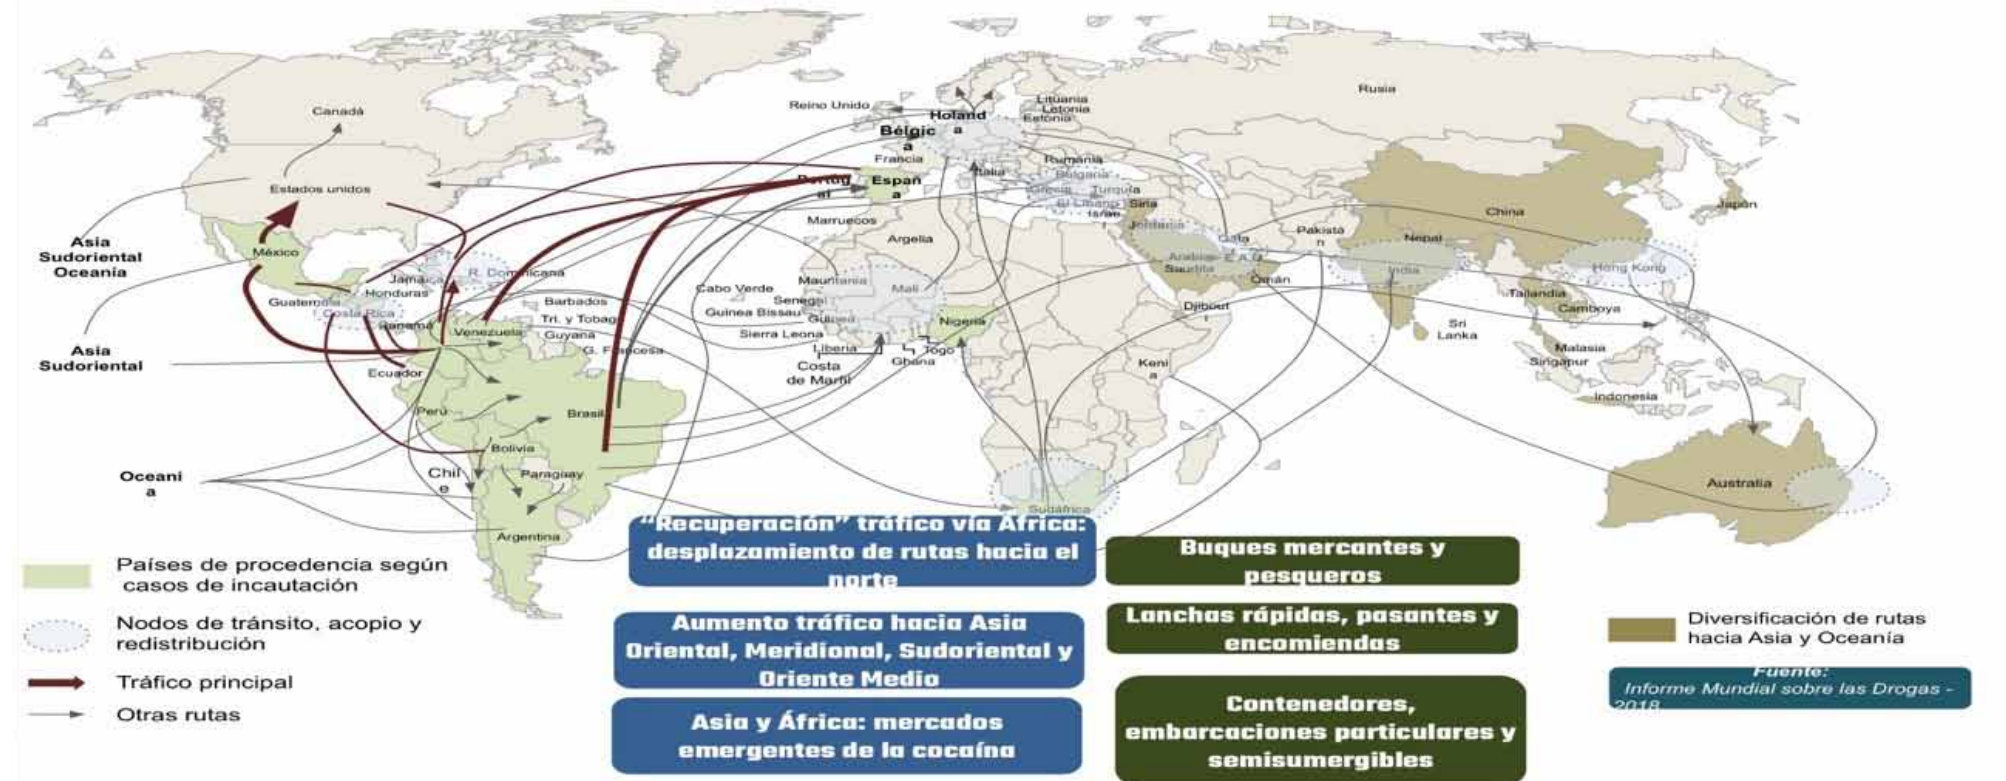 Canadá
Estados unidos
Asia
Sudoriental
Oceanía
México
Asia
Sudoriental
Guatemala
Honduras
Jamaica
R. Dominicana
Costa Rica
Panamá
Barbados
Tri. y Tobago
Venezuela
Guyana
G. Francesa
Ecuador
Perú
Brasil
Bolivia
Chil
e
Paraguay
Argentina
Oceaní
a
Reino Unido
Holand
a
Bélgic
a
Francia
Portug
al
Españ
a
Italia
Lituania
Letonia
Estonia
Rumania
Bulgaria
Grecia
Turquía
El Líbano
Siria
Israe
l
Jordania
Marruecos
Argelia
Mauritania
Mali
Cabo Verde
Senegal
Guinea Bissau
Guinea
Sierra Leona
Liberia
Costa
de Marfil
Ghana
Togo
Nigeria
Djibout
i
Keni
a
Sudáfrica
Arabia
Saudita
E.A.U
Qata
Omán
Pakistá
n
Rusia
China
Nepal
India
Hong Kong
Japón
Tailandia
Camboya
Sri
Lanka
Malasia
Singapur
Indonesia
Australia
Países de procedencia según
casos de incautación
Nodos de tránsito, acopio y
redistribución
Tráfico principal
Otras rutas
“Recuperación” tráfico vía África:
desplazamiento de rutas hacia el
norte
Aumento tráfico hacia Asia
Oriental, Meridional, Sudoriental y
Oriente Medio
Asia y África: mercados
emergentes de la cocaína
Buques mercantes y
pesqueros
Lanchas rápidas, pasantes y
encomiendas
Contenedores,
embarcaciones particulares y
semisumergibles
Diversificación de rutas
hacia Asia y Oceanía
Fuente:
Informe Mundial sobre las Drogas -
2018